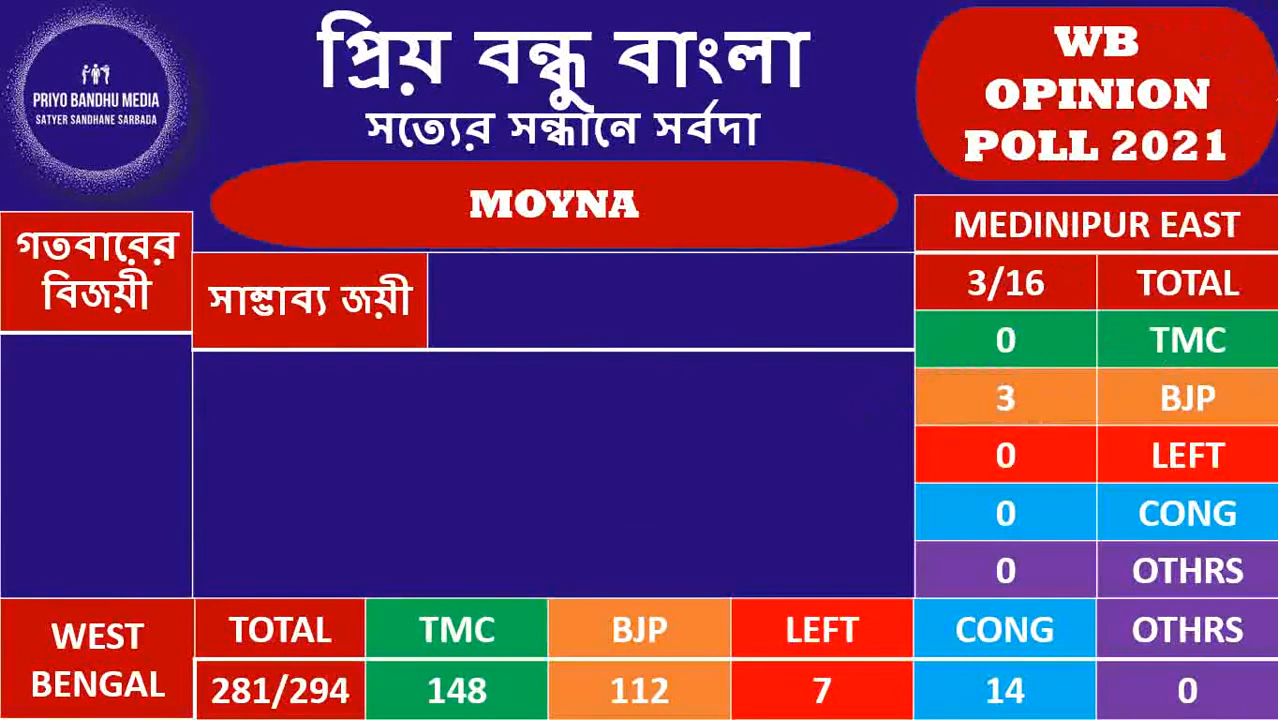 PRIYO BANDHU MEDIA
SATYER SANDHANE SARBADA
প্রিয় বন্ধু বাংলা
সত্যের সন্ধানে সর্বদা
WB
OPINION
POLL 2021
MOYNA
গতবারের
বিজয়ী
সাম্ভাব্য জয়ী
MEDINIPUR EAST
3/16 TOTAL
0 TMC
3 BJP
0 LEFT
0 CONG
0 OTHRS
WEST
BENGAL
TOTAL TMC BJP LEFT CONG OTHRS
281/294 148 112 7 14 0